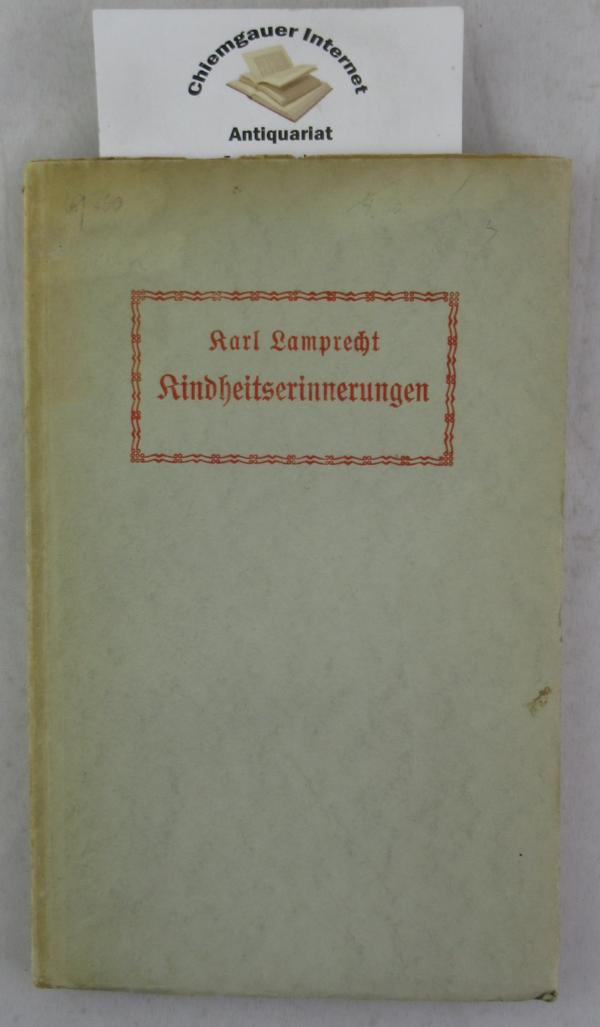 Chiemgauer Internet
Antiquariat
Karl Lamprecht
Kindheitserinnerungen